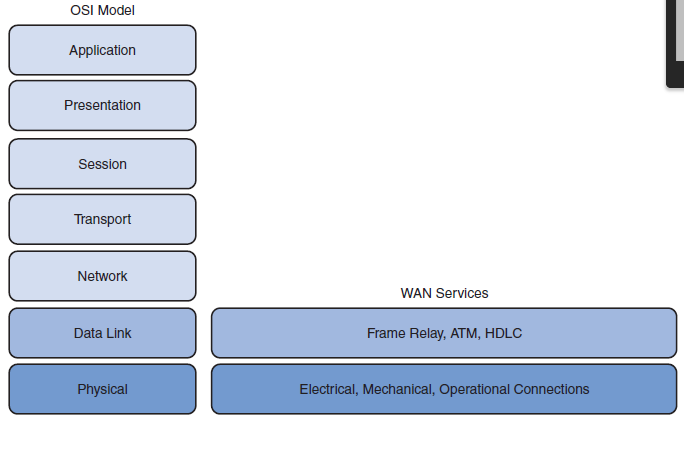 OSI Model
Application
Presentation
Session
Transport
Network
WAN Services
Data Link
Frame Relay, ATM, HDLC
Physical
Electrical, Mechanical, Operational Connections